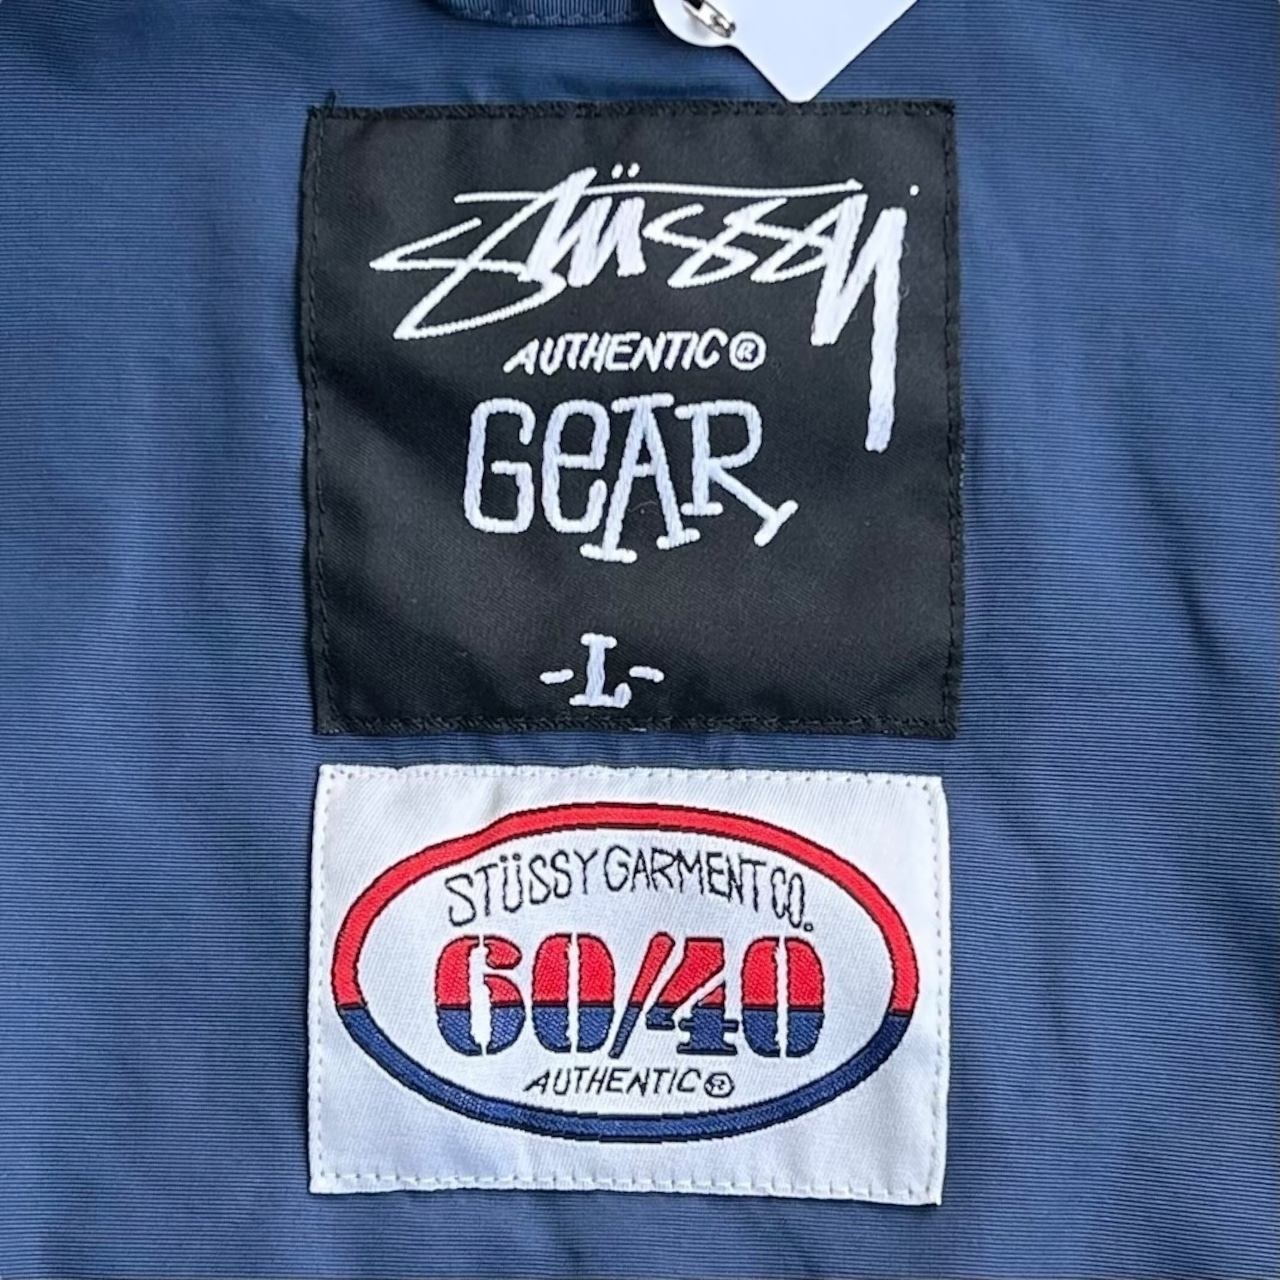 Stüssy
AUTHENTIC®
GeAR
-L-
STÜSSY GARMENT CO.
60/40
AUTHENTIC®